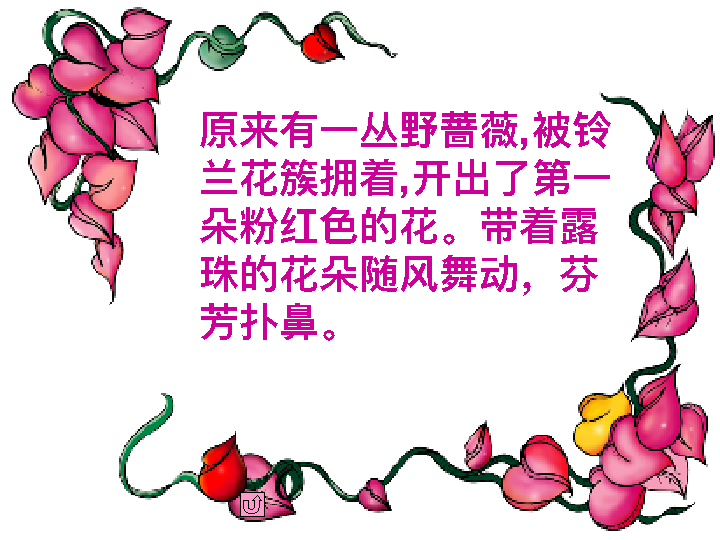 原来有一丛野蔷薇,被铃
兰花簇拥着,开出了第一
朵粉红色的花。带着露
珠的花朵随风舞动，芬
芳扑鼻。